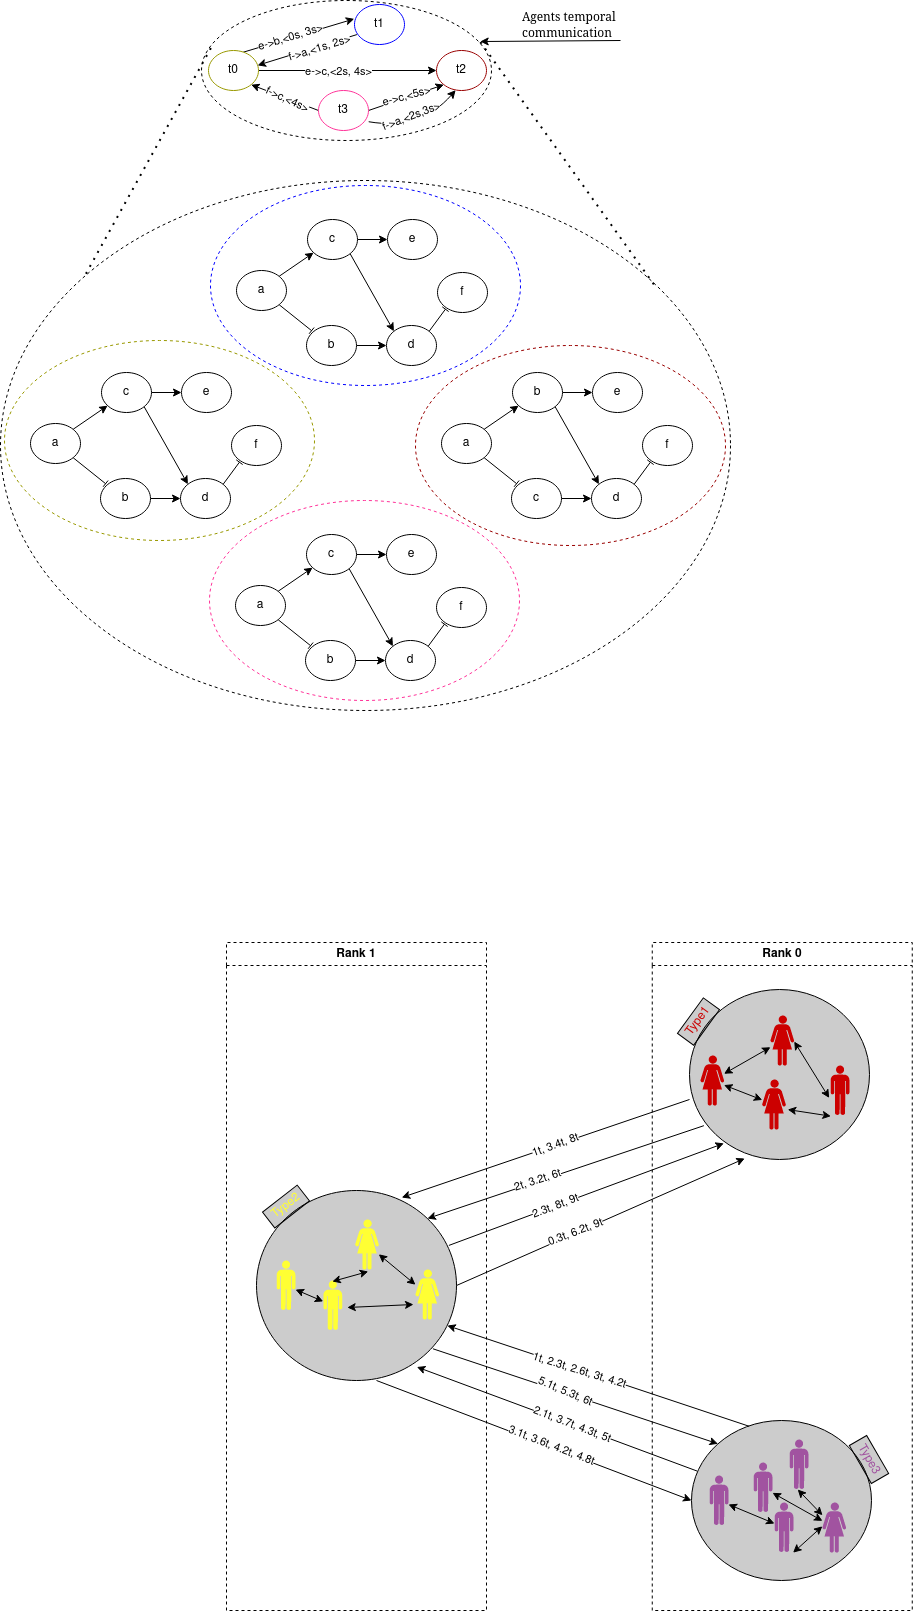 Agents temporal
communication
t1
e->b,<0s, 3s>
f->a,<1s, 2s>
t0
e->c,<2s, 4s>
t2
f->c,<4s>
t3
e->c,<5s>
f->a,<2s,3s>
c
e
a
f
b
d
c
e
a
f
b
d
b
e
a
f
c
d
c
e
a
f
b
d
Rank 1
Rank 0
Type1
1t, 3.4t, 8t
2t, 3.2t, 6t
2.3t, 8t, 9t
0.3t, 6.2t, 9t
Type2
1t, 2.3t, 2.6t, 3t, 4.2t
5.1t, 5.3t, 6t
2.1t, 3.7t, 4.3t, 5t
3.1t, 3.6t, 4.2t, 4.8t
Type3